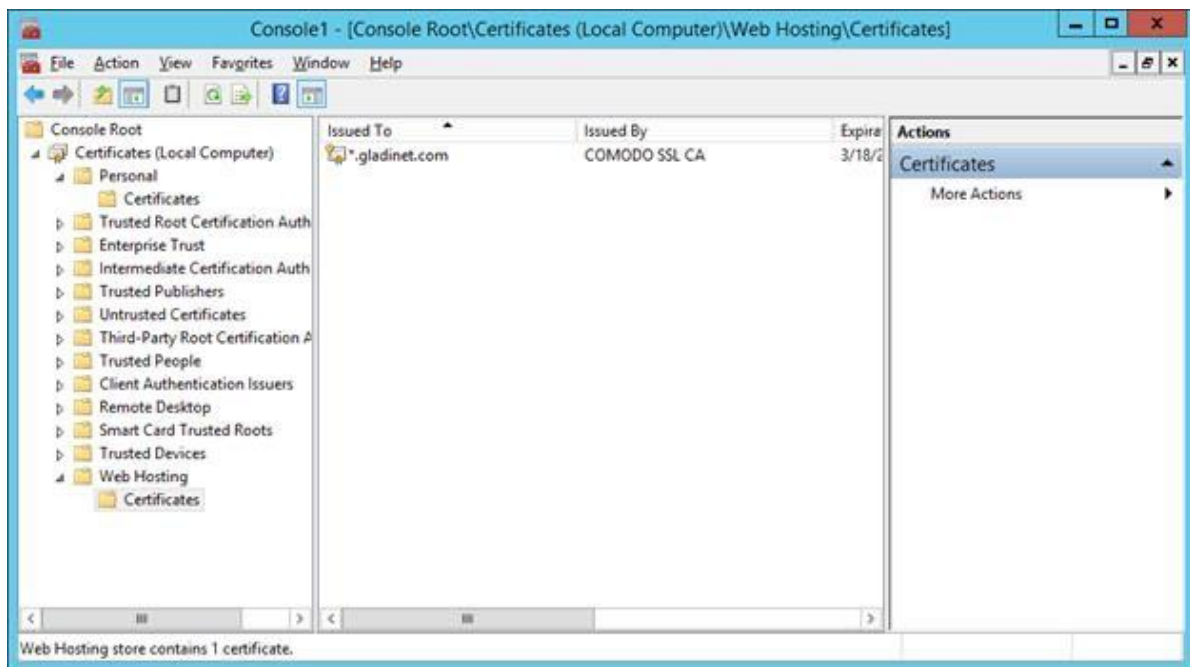 Console1 - [Console Root\Certificates (Local Computer)\Web Hosting\Certificates]
File Action View Favorites Window Help
Console Root
Certificates (Local Computer)
Personal
Certificates
Trusted Root Certification Auth
Enterprise Trust
Intermediate Certification Auth
Trusted Publishers
Untrusted Certificates
Third-Party Root Certification A
Trusted People
Client Authentication Issuers
Remote Desktop
Smart Card Trusted Roots
Trusted Devices
Web Hosting
Certificates
Issued To Issued By Expira
*.gladinet.com COMODO SSL CA 3/18/2
Actions
Certificates
More Actions
Web Hosting store contains 1 certificate.